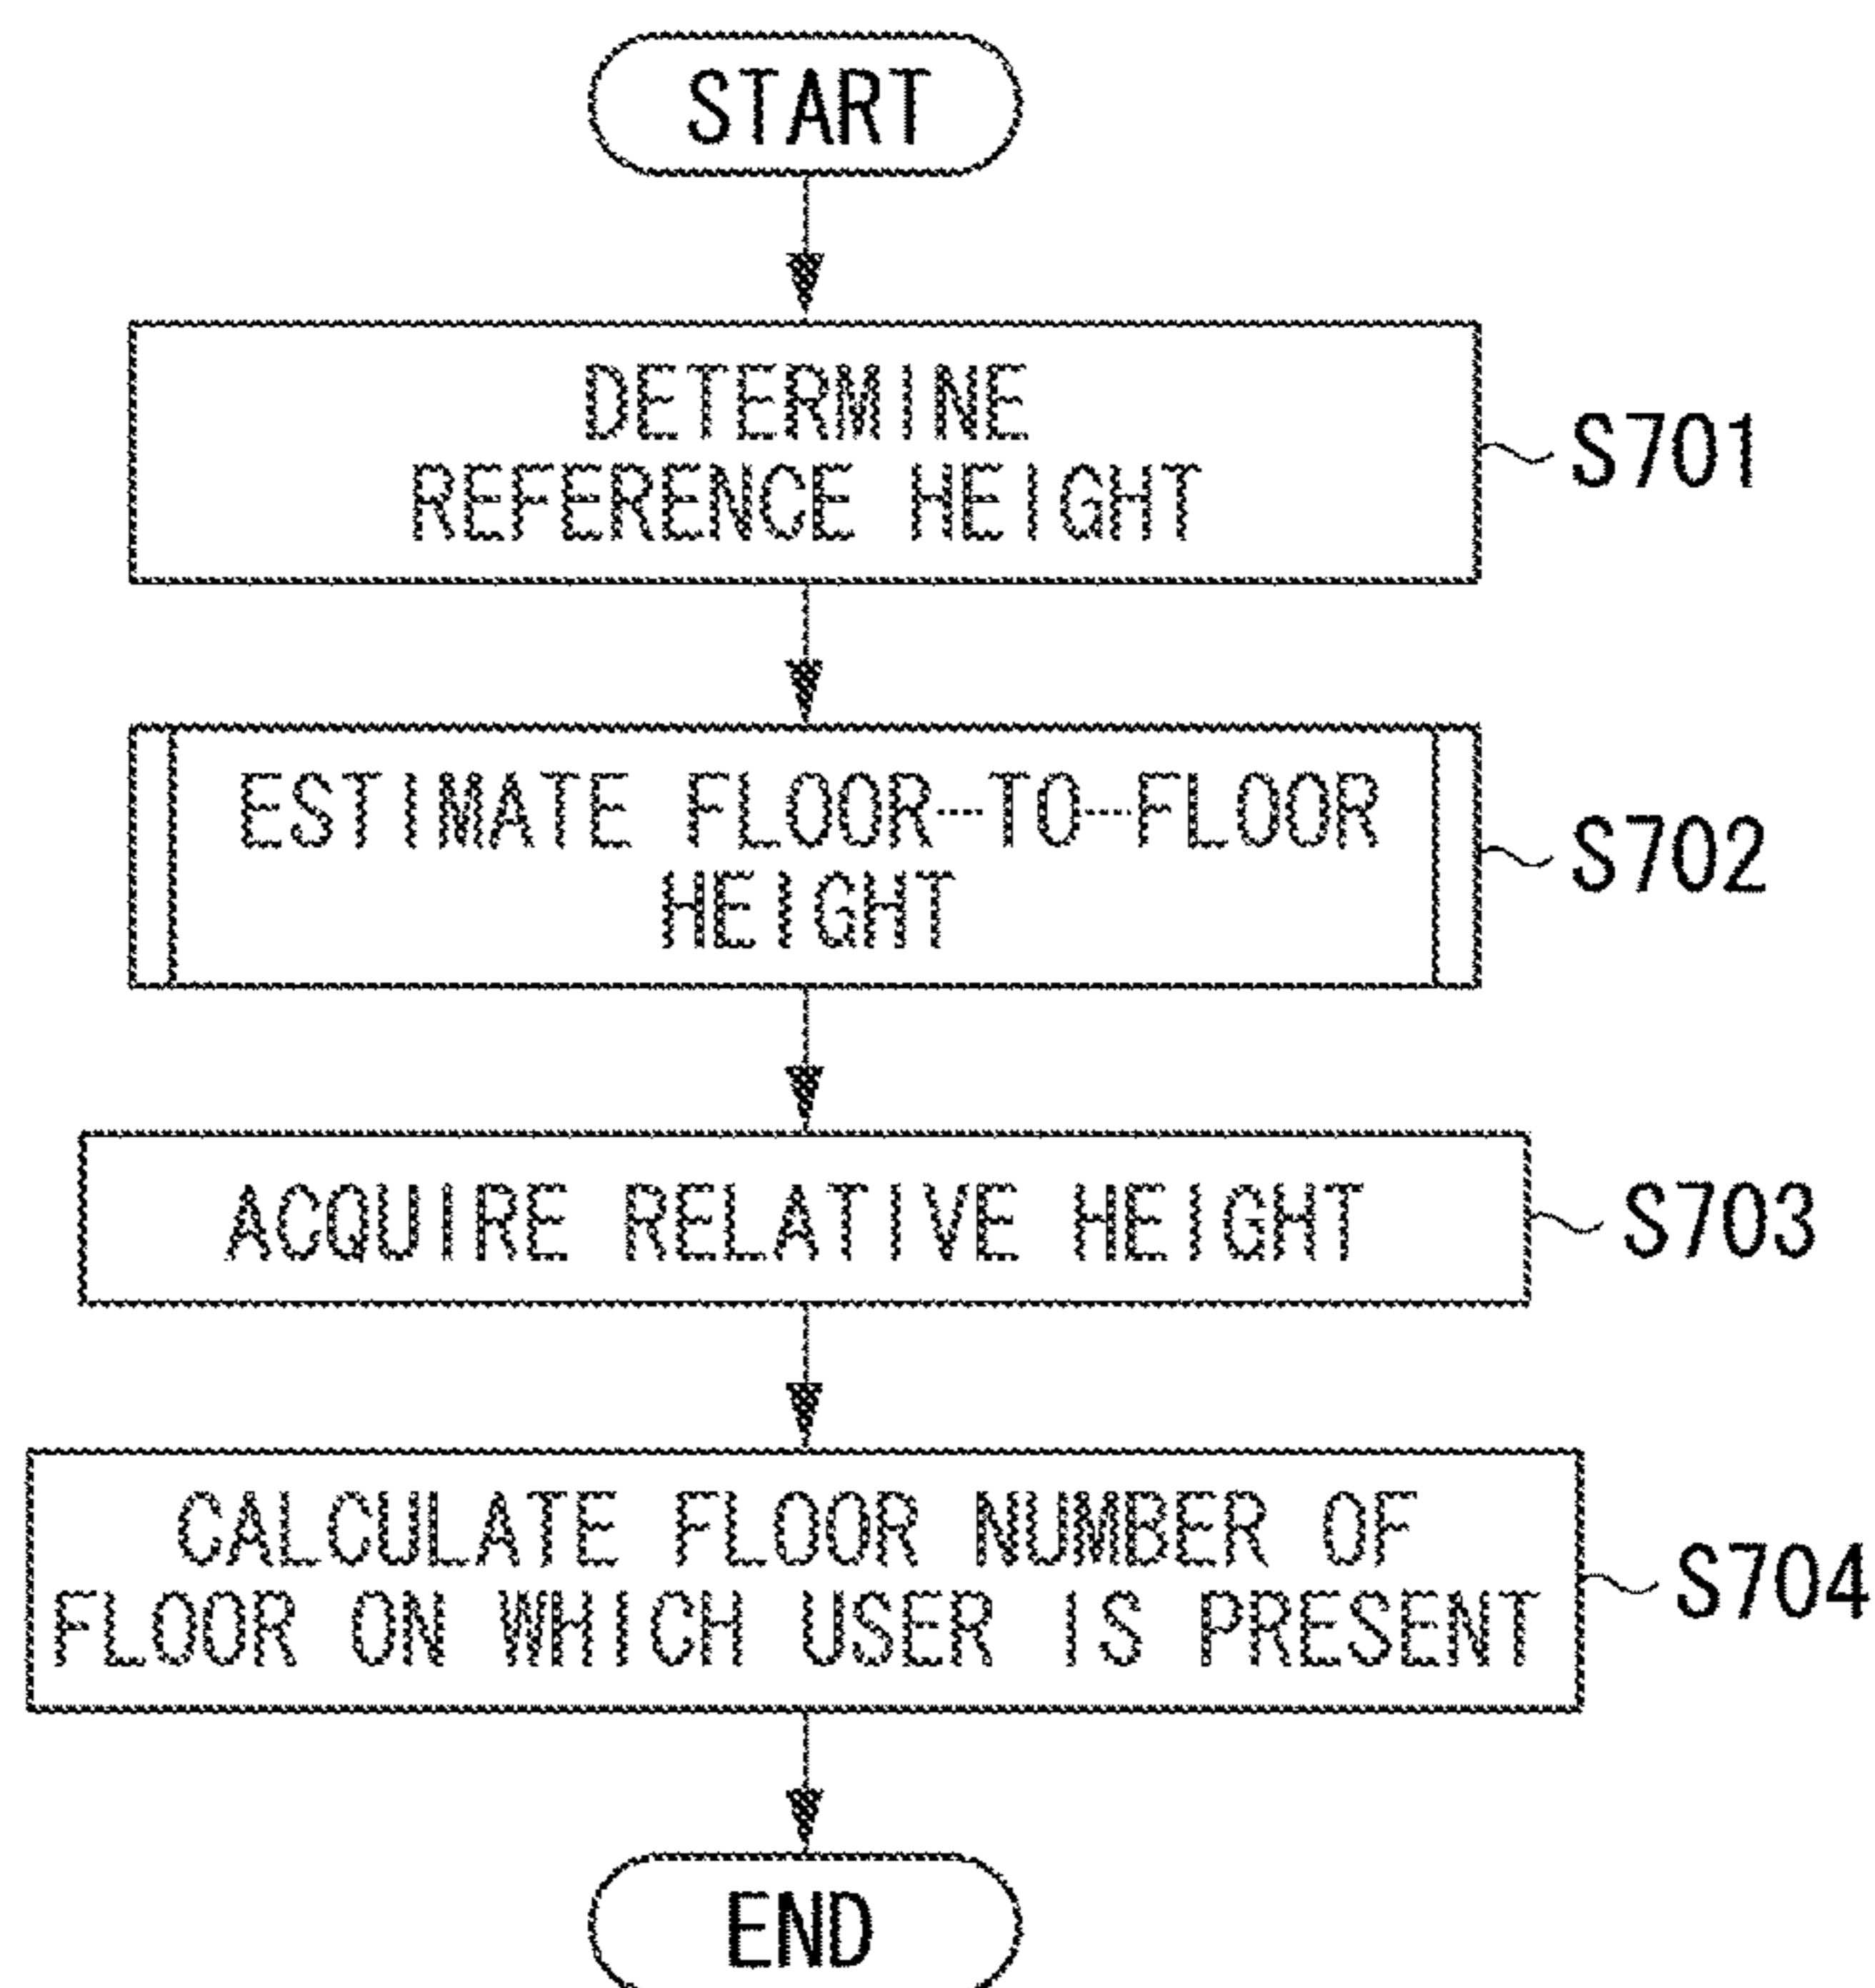 START
DETERMINE
REFERENCE HEIGHT
S701
ESTIMATE FLOOR-TO-FLOOR
HEIGHT
S702
ACQUIRE RELATIVE HEIGHT
S703
CALCULATE FLOOR NUMBER OF
FLOOR ON WHICH USER IS PRESENT
S704
END